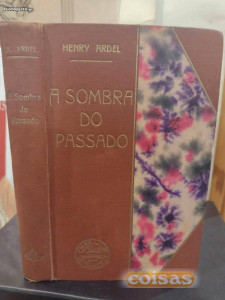 H. ARDEL
A Sombra
do
Passado
HENRY ARDEL
A SOMBRA
DO
PASSADO
coisas